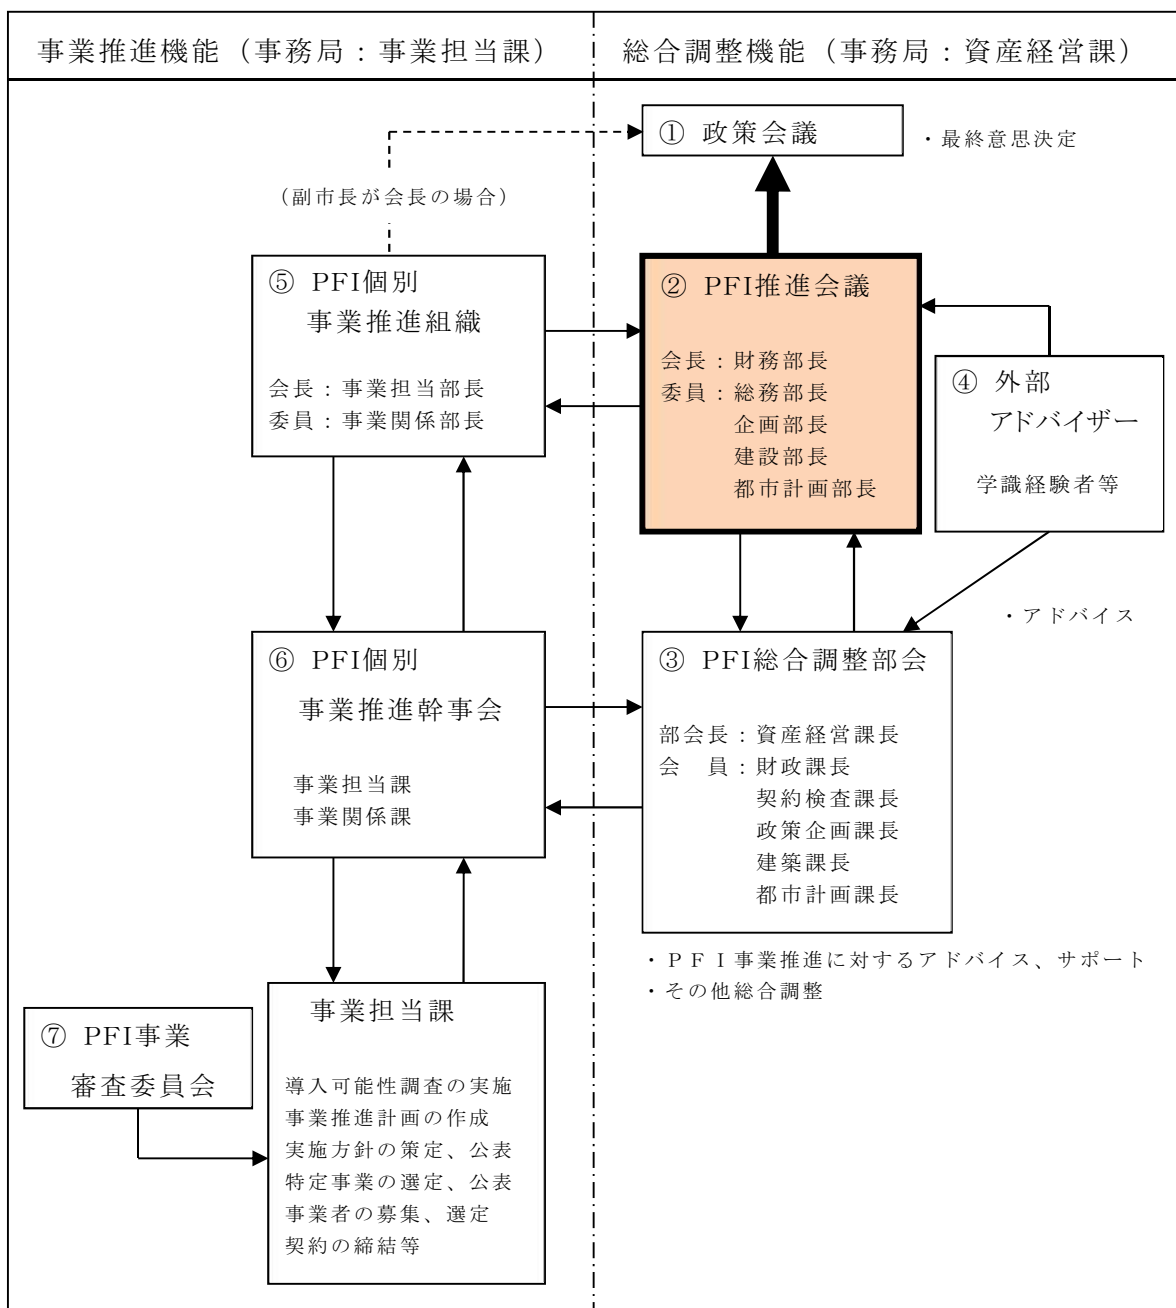 事業推進機能（事務局：事業担当課）
総合調整機能（事務局：資産経営課）
① 政策会議
・最終意思決定
（副市長が会長の場合）
⑤ PFI個別
事業推進組織
会長：事業担当部長
委員：事業関係部長
② PFI推進会議
会長：財務部長
委員：総務部長
企画部長
建設部長
都市計画部長
④ 外部
アドバイザー
学識経験者等
・アドバイス
⑥ PFI個別
事業推進幹事会
事業担当課
事業関係課
③ PFI総合調整部会
部会長：資産経営課長
会　員：財政課長
契約検査課長
政策企画課長
建築課長
都市計画課長
・ＰＦＩ事業推進に対するアドバイス、サポート
・その他総合調整
⑦ PFI事業
審査委員会
事業担当課
導入可能性調査の実施
事業推進計画の作成
実施方針の策定、公表
特定事業の選定、公表
事業者の募集、選定
契約の締結等